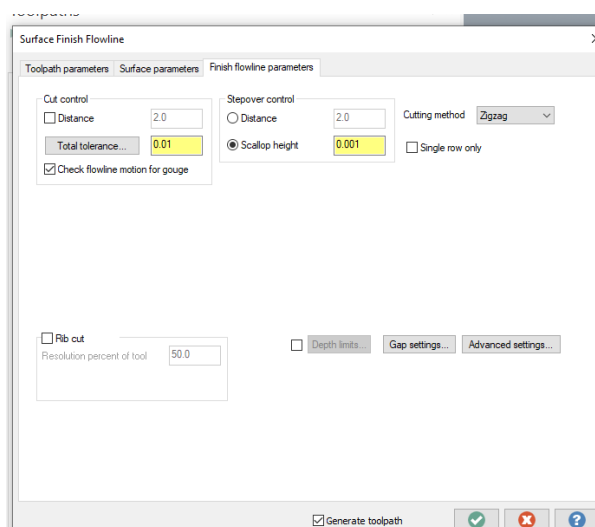 Toolpaths
Surface Finish Flowline
Toolpath parameters Surface parameters Finish flowline parameters
Cut control
Distance 2.0
Total tolerance... 0.01
Check flowline motion for gouge
Stepover control
Distance 2.0
Scallop height 0.001
Cutting method Zigzag
Single row only
Rib cut
Resolution percent of tool 50.0
Depth limits... Gap settings... Advanced settings...
Generate toolpath
?